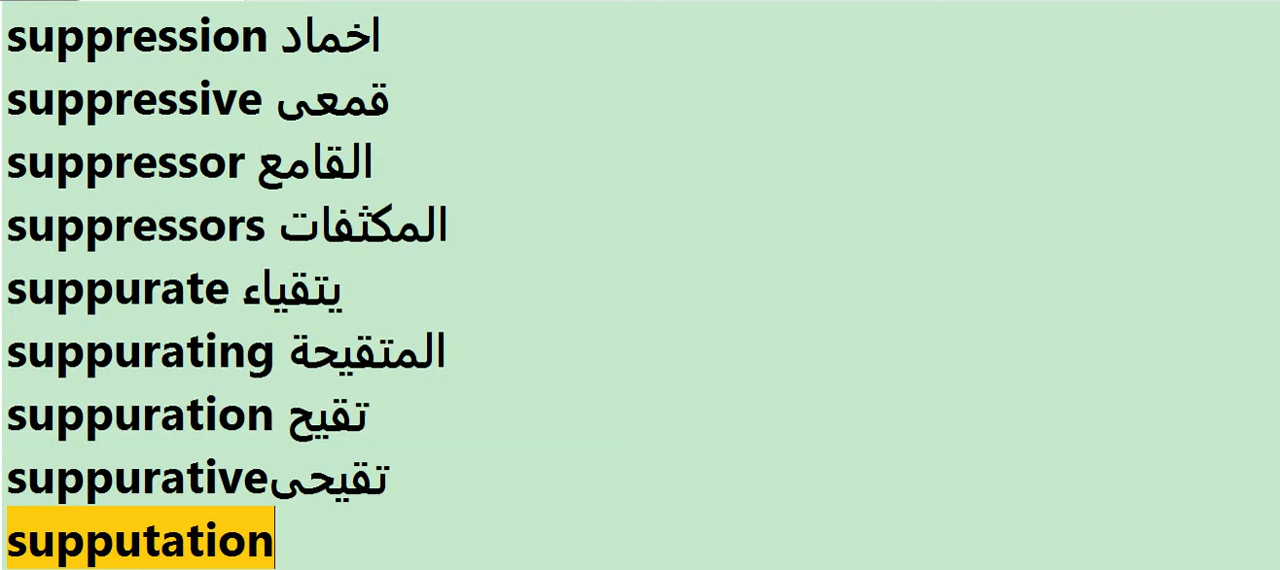 suppression اخماد
suppressive قمعى
suppressor القامع
suppressors المكثفات
suppurate يتقياء
suppurating المتقيحة
suppuration تقيح
suppurativeتقيحى
supputation